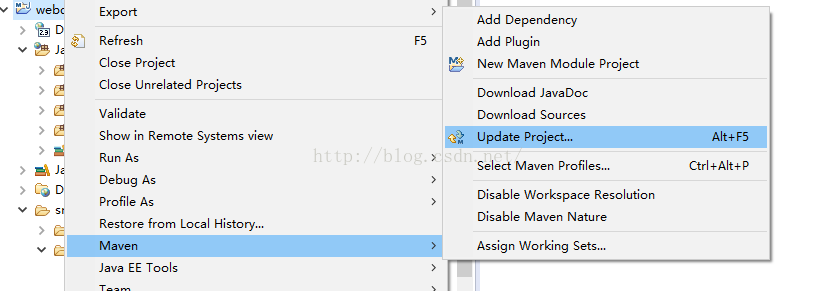 webc
Export
Refresh F5
Close Project
Close Unrelated Projects
Validate
Show in Remote Systems view
Run As
Debug As
Profile As
Restore from Local History...
Maven
Java EE Tools
Team
D
Ja
Ja
D
sr
Add Dependency
Add Plugin
New Maven Module Project
Download JavaDoc
Download Sources
Update Project... Alt+F5
Select Maven Profiles... Ctrl+Alt+P
Disable Workspace Resolution
Disable Maven Nature
Assign Working Sets...
http://blog.csdn.net/